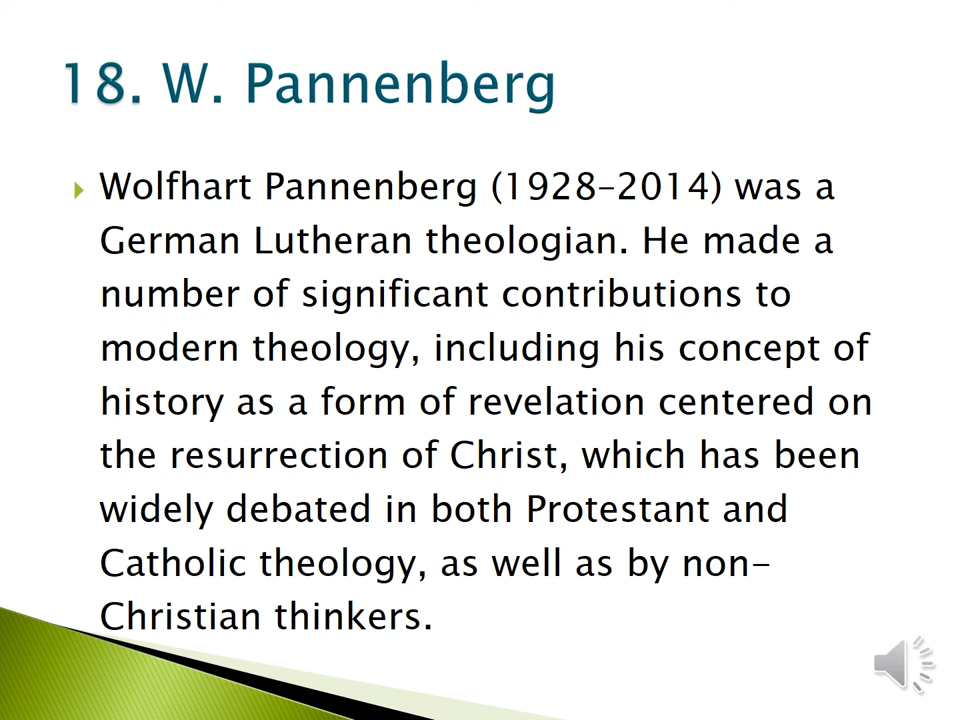 18. W. Pannenberg
Wolfhart Pannenberg (1928–2014) was a
German Lutheran theologian. He made a
number of significant contributions to
modern theology, including his concept of
history as a form of revelation centered on
the resurrection of Christ, which has been
widely debated in both Protestant and
Catholic theology, as well as by non-
Christian thinkers.